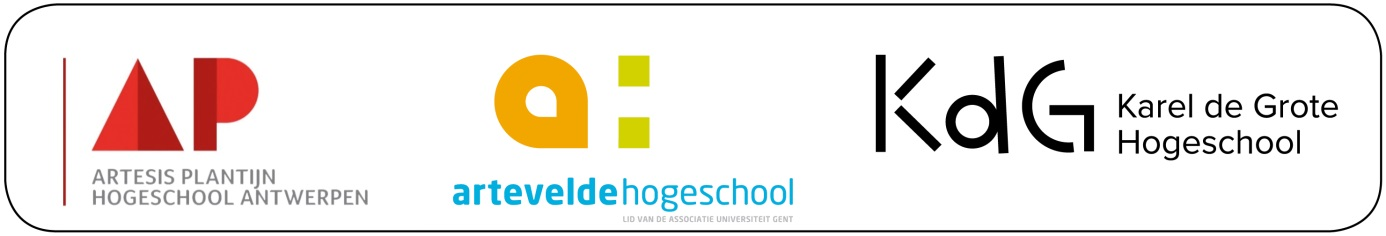 AP
ARTESIS PLANTIJN
HOGESCHOOL ANTWERPEN
a:
arteveldehogeschool
LID VAN DE ASSOCIATIE UNIVERSITEIT GENT
KdG
Karel de Grote
Hogeschool